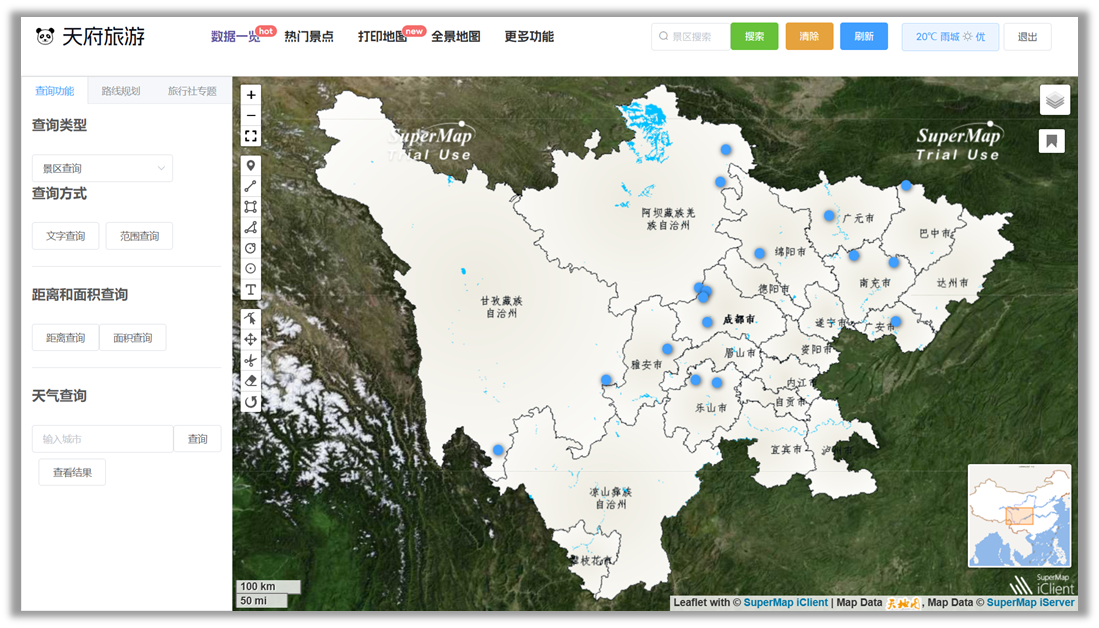 天府旅游
数据一览 hot 热门景点 打印地图 new 全景地图 更多功能
景区搜索 搜索 清除 刷新 20℃ 雨城 优 退出
查询功能 路线规划 旅行社专题
查询类型
景区查询
查询方式
文字查询 范围查询
距离和面积查询
距离查询 面积查询
天气查询
输入城市 查询
查看结果
+
−
T
SuperMap
Trial Use
SuperMap
Trial Use
阿坝藏族羌
族自治州
广元市
巴中市
绵阳市
甘孜藏族
自治州
德阳市
南充市
达州市
成都市
遂宁市
广安市
眉山市
资阳市
雅安市
内江市
自贡市
乐山市
宜宾市
凉山彝族
自治州
攀枝花市
100 km
50 mi
SuperMap
iClient
Leaflet with © SuperMap iClient | Map Data 天地图, Map Data © SuperMap iServer